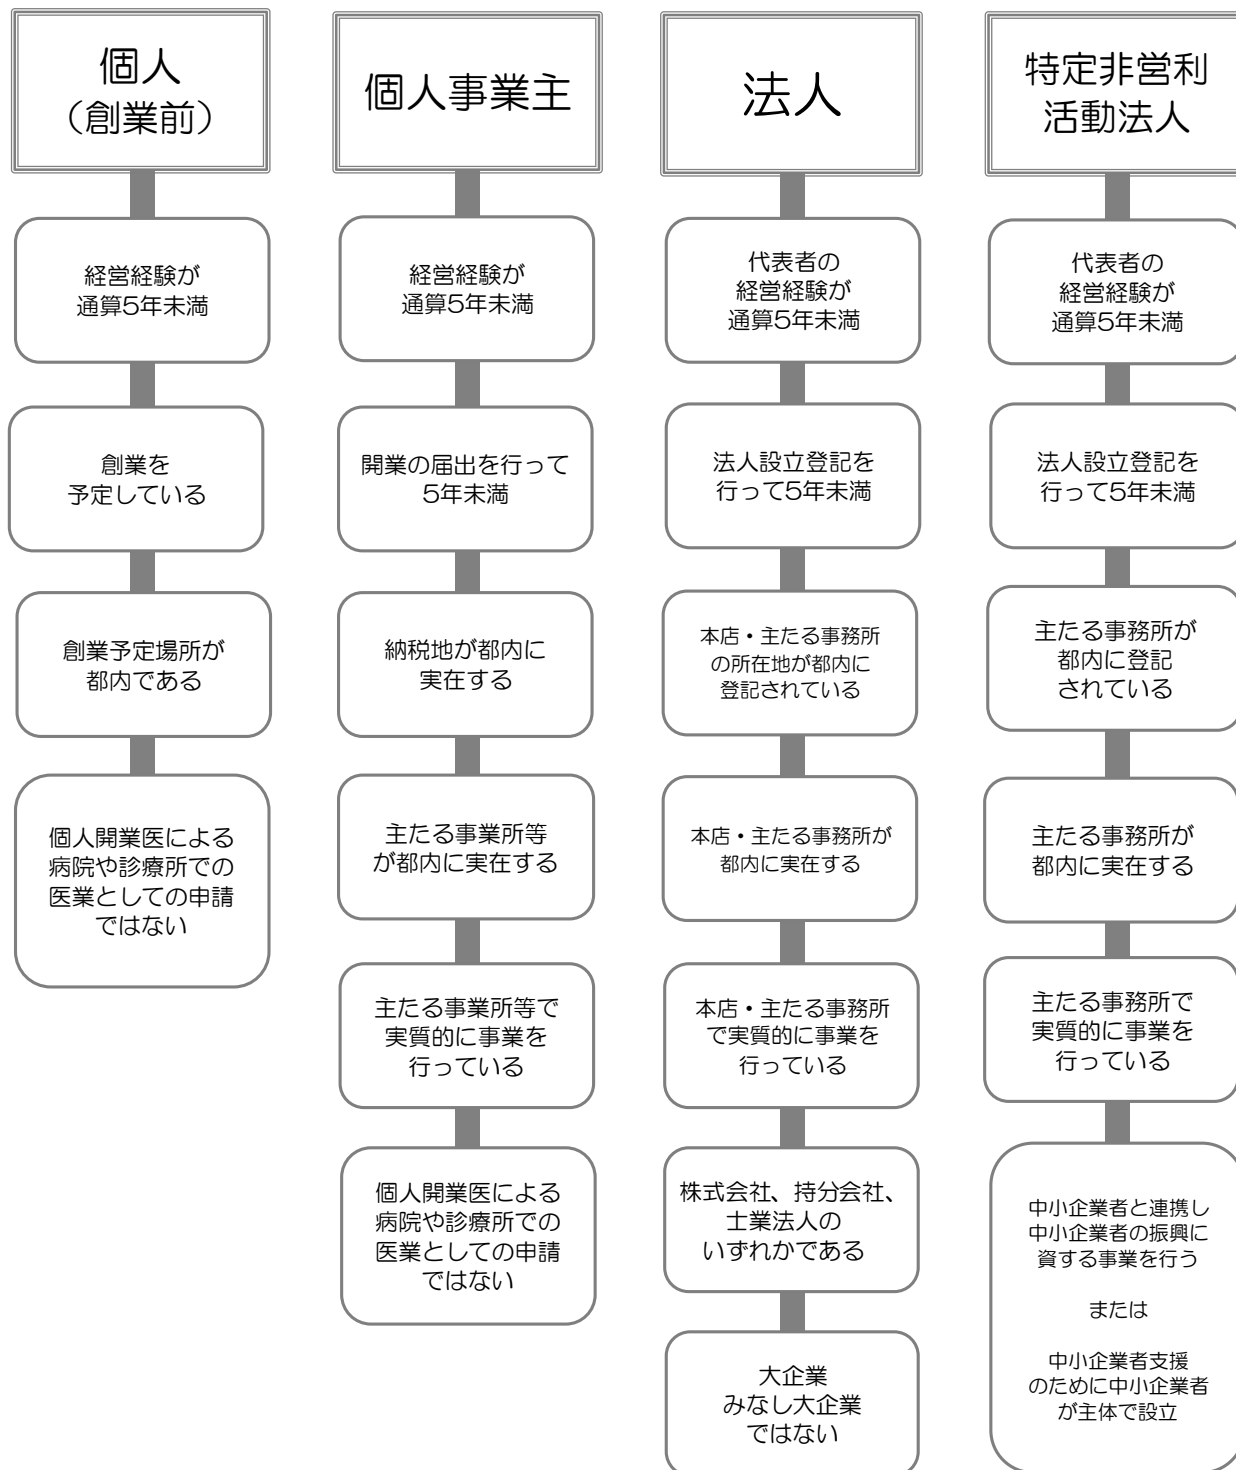 個人
（創業前）
経営経験が
通算5年未満
創業を
予定している
創業予定場所が
都内である
個人開業医による
病院や診療所での
医業としての申請
ではない
個人事業主
経営経験が
通算5年未満
開業の届出を行って
5年未満
納税地が都内に
実在する
主たる事業所等
が都内に実在する
主たる事業所等で
実質的に事業を
行っている
個人開業医による
病院や診療所での
医業としての申請
ではない
法人
代表者の
経営経験が
通算5年未満
法人設立登記を
行って5年未満
本店・主たる事務所
の所在地が都内に
登記されている
本店・主たる事務所が
都内に実在する
本店・主たる事務所
で実質的に事業を
行っている
株式会社、持分会社、
士業法人の
いずれかである
大企業
みなし大企業
ではない
特定非営利
活動法人
代表者の
経営経験が
通算5年未満
法人設立登記を
行って5年未満
主たる事務所が
都内に登記
されている
主たる事務所が
都内に実在する
主たる事務所で
実質的に事業を
行っている
中小企業者と連携し
中小企業者の振興に
資する事業を行う
または
中小企業者支援
のために中小企業者
が主体で設立